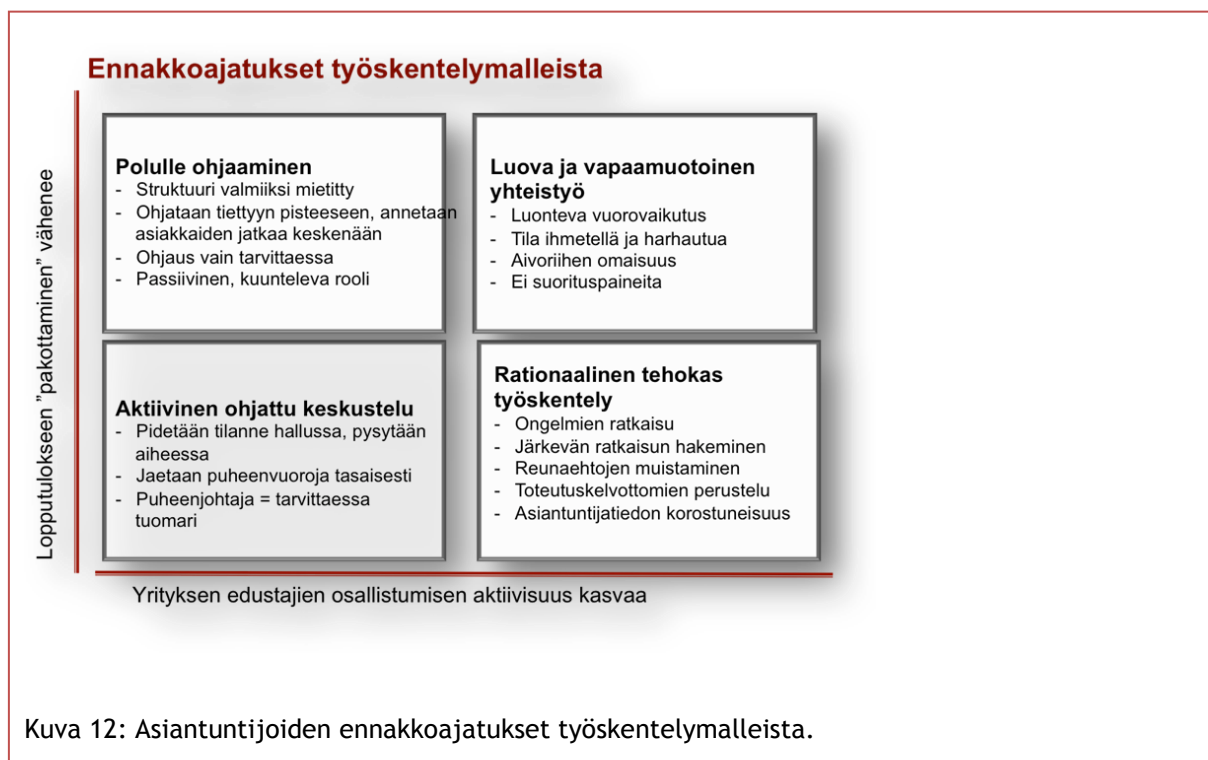 Ennakkoajatukset työskentelymalleista
Lopputulokseen ”pakottaminen” vähenee
Polulle ohjaaminen
- Struktuuri valmiiksi mietitty
- Ohjataan tiettyyn pisteeseen, annetaan
asiakkaiden jatkaa keskenään
- Ohjaus vain tarvittaessa
- Passiivinen, kuunteleva rooli
Luova ja vapaamuotoinen
yhteistyö
- Luonteva vuorovaikutus
- Tila ihmetellä ja harhautua
- Aivoriihen omaisuus
- Ei suorituspaineita
Aktiivinen ohjattu keskustelu
- Pidetään tilanne hallussa, pysytään
aiheessa
- Jaetaan puheenvuoroja tasaisesti
- Puheenjohtaja = tarvittaessa
tuomari
Rationaalinen tehokas
työskentely
- Ongelmien ratkaisu
- Järkevän ratkaisun hakeminen
- Reunaehtojen muistaminen
- Toteutuskelvottomien perustelu
- Asiantuntijatiedon korostuneisuus
Yrityksen edustajien osallistumisen aktiivisuus kasvaa
Kuva 12: Asiantuntijoiden ennakkoajatukset työskentelymalleista.